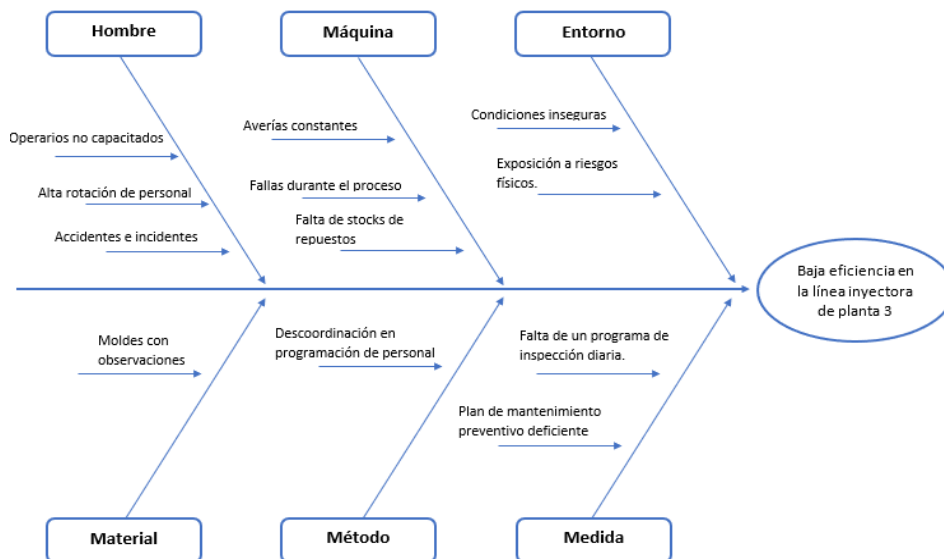 Hombre
Máquina
Entorno
Operarios no capacitados
Alta rotación de personal
Accidentes e incidentes
Averías constantes
Fallas durante el proceso
Falta de stocks de
repuestos
Condiciones inseguras
Exposición a riesgos
físicos.
Baja eficiencia en
la línea inyectora
de planta 3
Moldes con
observaciones
Descoordinación en
programación de personal
Falta de un programa de
inspección diaria.
Plan de mantenimiento
preventivo deficiente
Material
Método
Medida